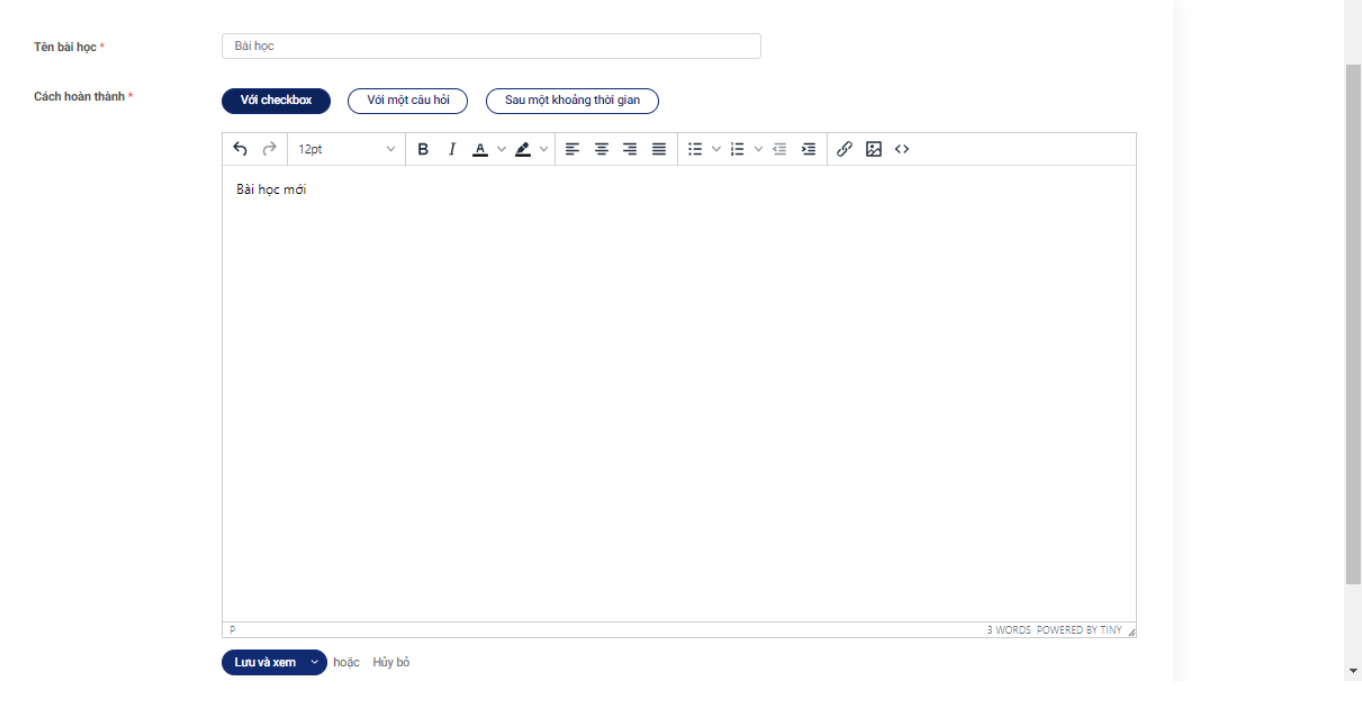 Tên bài học * Bài học
Cách hoàn thành * Với checkbox Với một câu hỏi Sau một khoảng thời gian
12pt B I A
Bài học mới
P 3 WORDS POWERED BY TINY
Lưu và xem hoặc Hủy bỏ